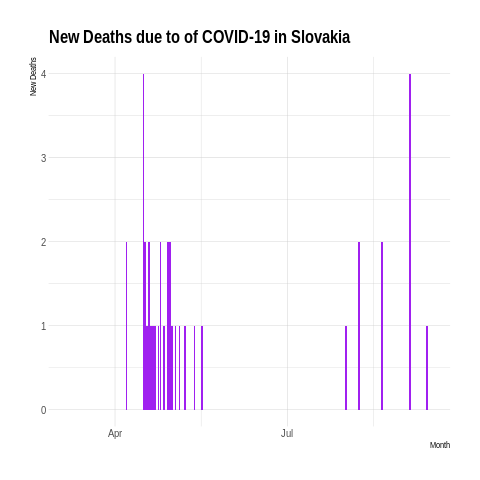 New Deaths due to of COVID-19 in Slovakia
New Deaths
4
3
2
1
0
Apr
Jul
Month